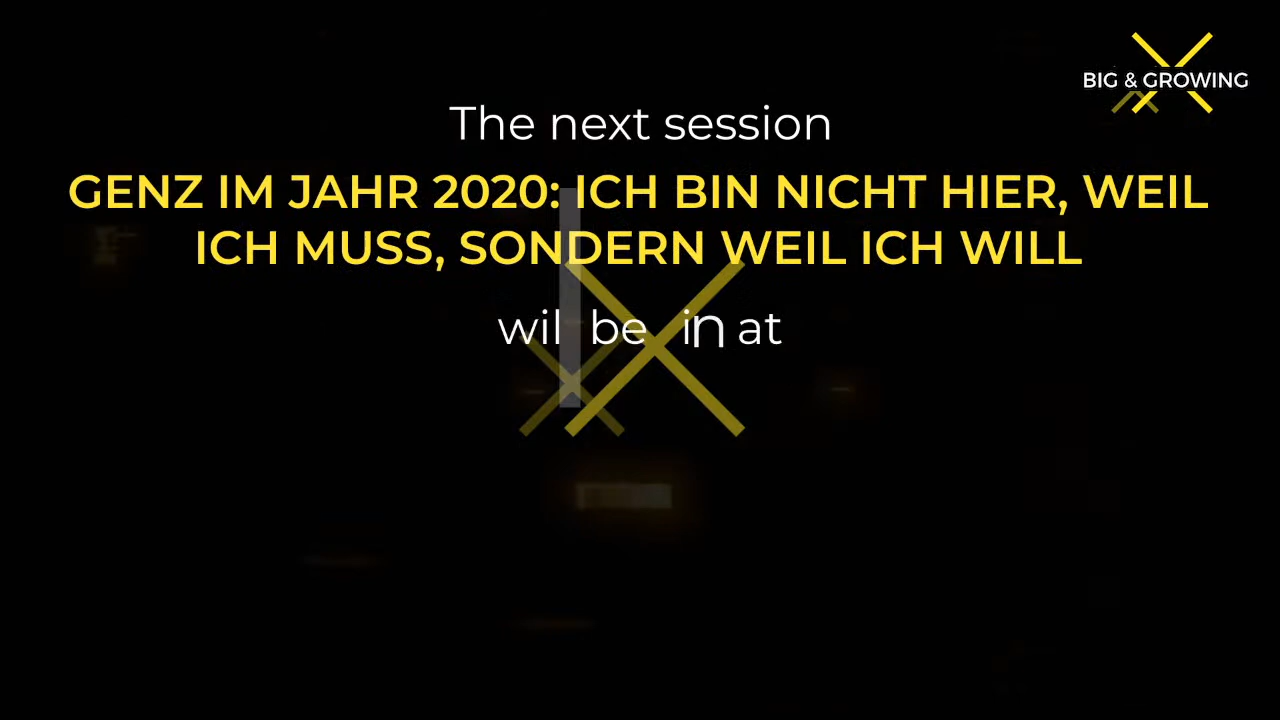 BIG & GROWING
The next session
GENZ IM JAHR 2020: ICH BIN NICHT HIER, WEIL
ICH MUSS, SONDERN WEIL ICH WILL
will be in at